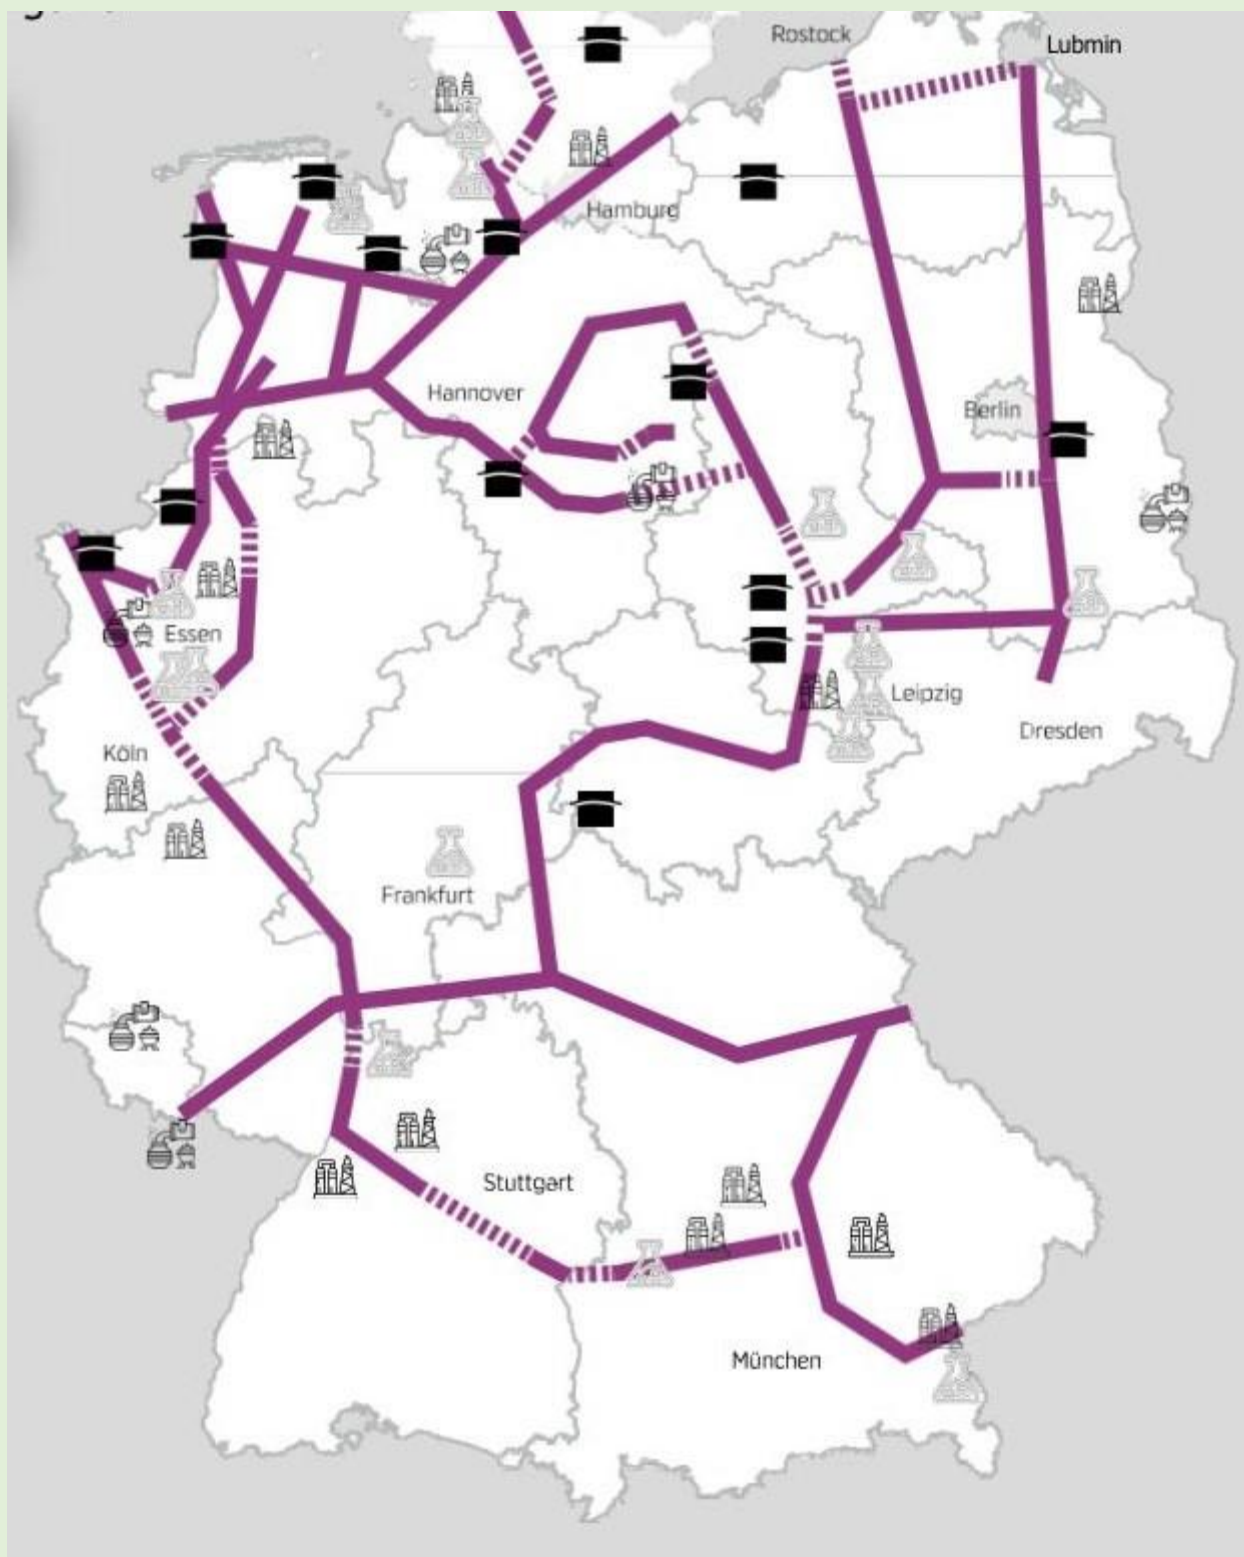 Rostock
Lubmin
Hamburg
Hannover
Berlin
Essen
Leipzig
Dresden
Köln
Frankfurt
Stuttgart
München